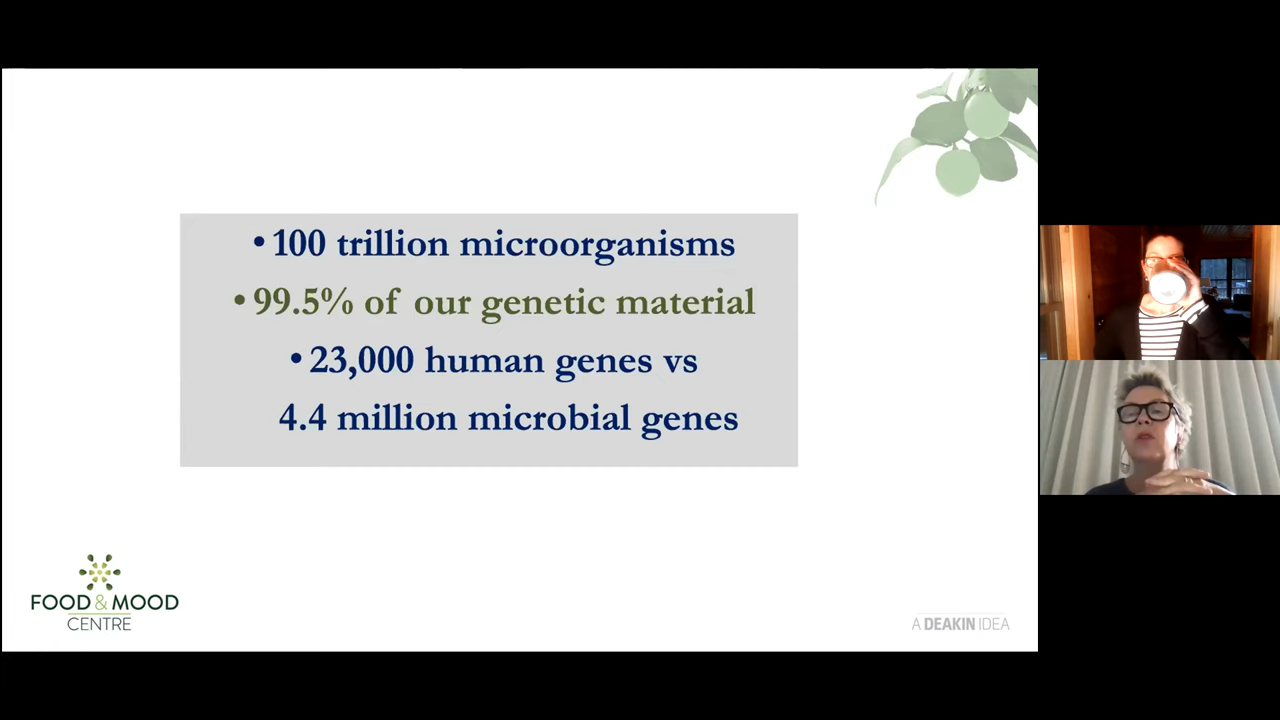 • 100 trillion microorganisms
• 99.5% of our genetic material
• 23,000 human genes vs
4.4 million microbial genes
FOOD & MOOD
CENTRE
A DEAKIN IDEA